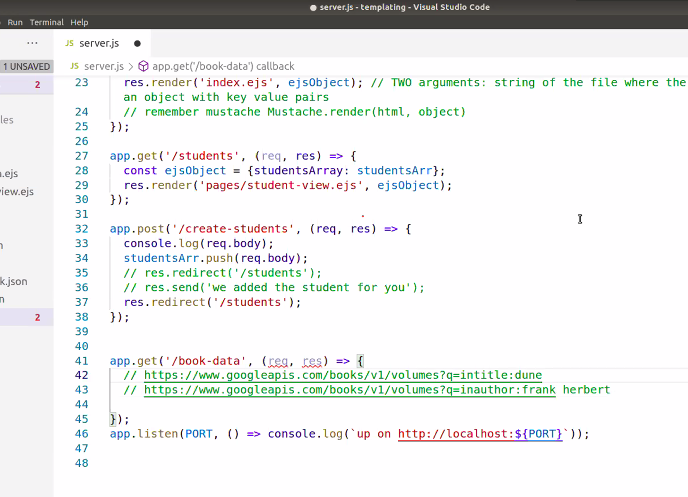 ● server.js - templating - Visual Studio Code
Run Terminal Help
··· JS server.js ●
1 UNSAVED JS server.js > app.get('/book-data') callback
2
23 res.render('index.ejs', ejsObject); // TWO arguments: string of the file where the
an object with key value pairs
24 // remember mustache Mustache.render(html, object)
25 });
26
27 app.get('/students', (req, res) => {
28 const ejsObject = {studentsArray: studentsArr};
29 res.render('pages/student-view.ejs', ejsObject);
30 });
31
32 app.post('/create-students', (req, res) => {
33 console.log(req.body);
34 studentsArr.push(req.body);
35 // res.redirect('/students');
36 // res.send('we added the student for you');
37 res.redirect('/students');
38 });
39
40
41 app.get('/book-data', (req, res) => {
42 // https://www.googleapis.com/books/v1/volumes?q=intitle:dune
43 // https://www.googleapis.com/books/v1/volumes?q=inauthor:frank herbert
44
45 });
46 app.listen(PORT, () => console.log(`up on http://localhost:${PORT}`));
47
48
les
.ejs
iew.ejs
k.json
n
2